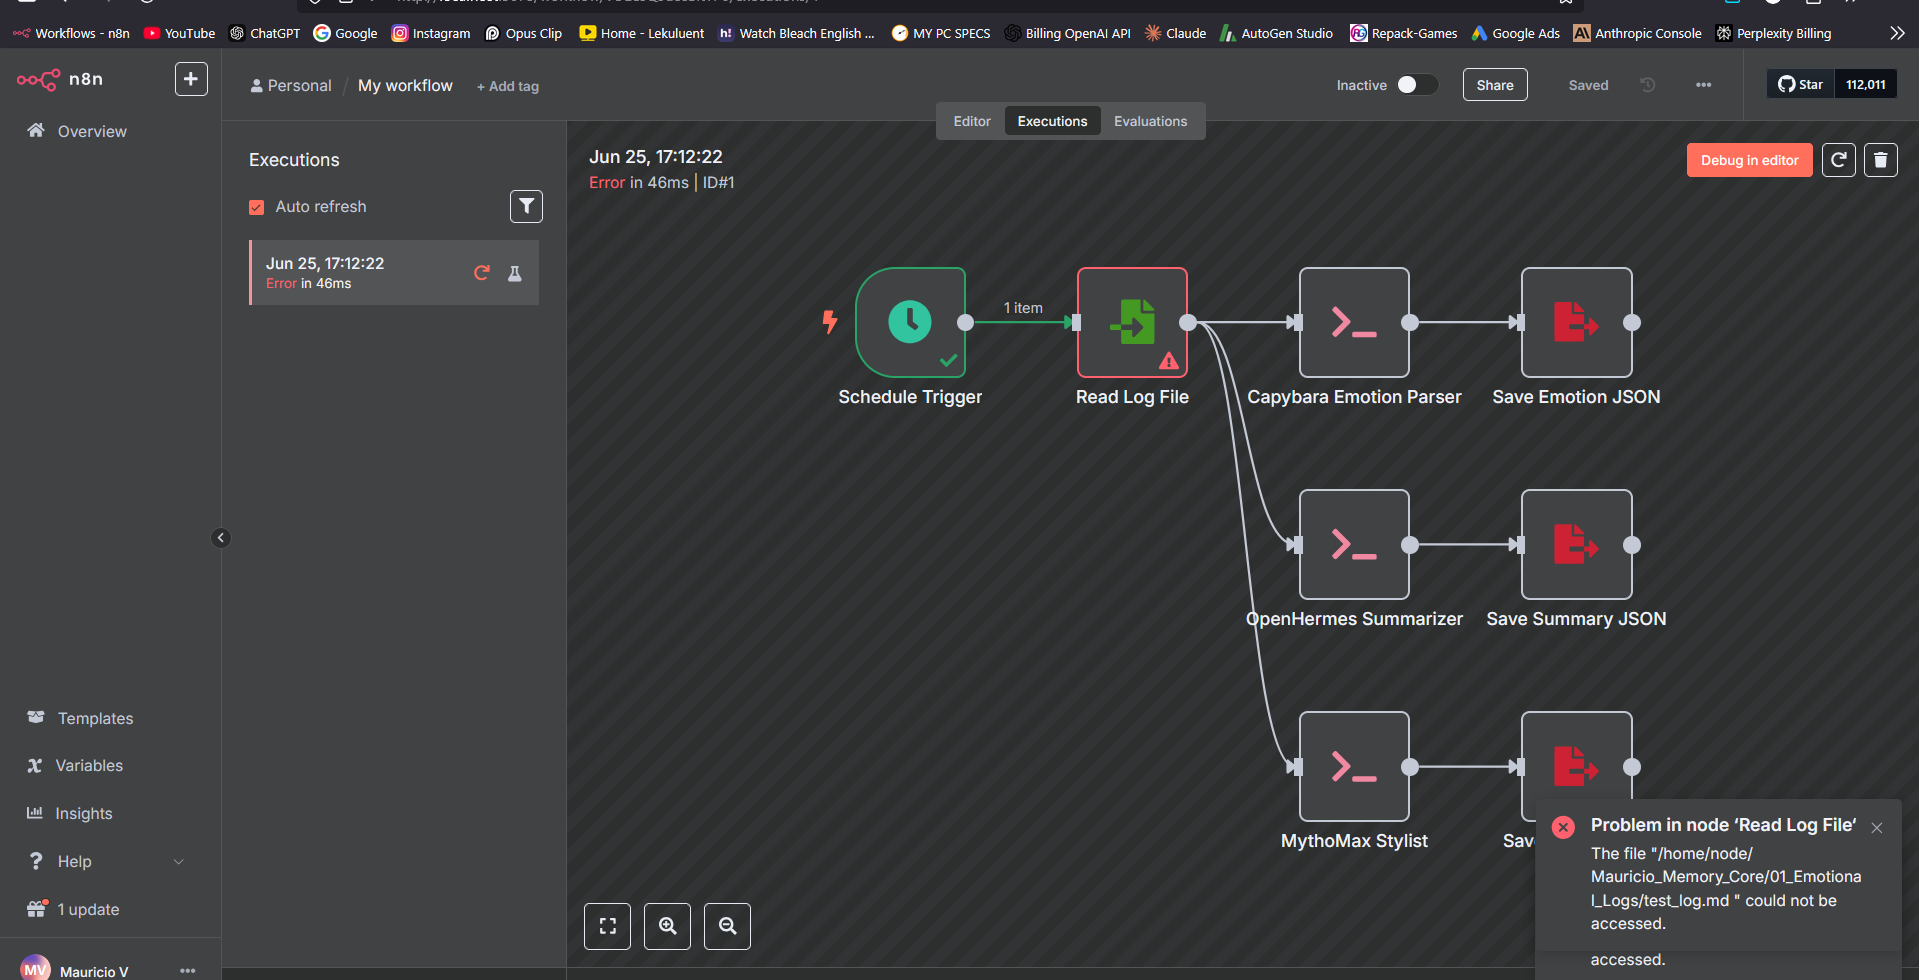 Workflows - n8n YouTube ChatGPT Google Instagram Opus Clip Home - Lekuluent Watch Bleach English ... MY PC SPECS Billing OpenAI API Claude AutoGen Studio Repack-Games Google Ads Anthropic Console Perplexity Billing
n8n
Personal / My workflow + Add tag
Inactive Share Saved
Star 112,011
Editor Executions Evaluations
Overview
Executions
Auto refresh
Jun 25, 17:12:22
Error in 46ms
Jun 25, 17:12:22
Error in 46ms | ID#1
Debug in editor
1 item
Schedule Trigger
Read Log File
Capybara Emotion Parser
Save Emotion JSON
OpenHermes Summarizer
Save Summary JSON
MythoMax Stylist
Templates
Variables
Insights
Help
1 update
MV Mauricio V
Problem in node ‘Read Log File‘
The file "/home/node/
Mauricio_Memory_Core/01_Emotiona
l_Logs/test_log.md " could not be
accessed.
accessed.